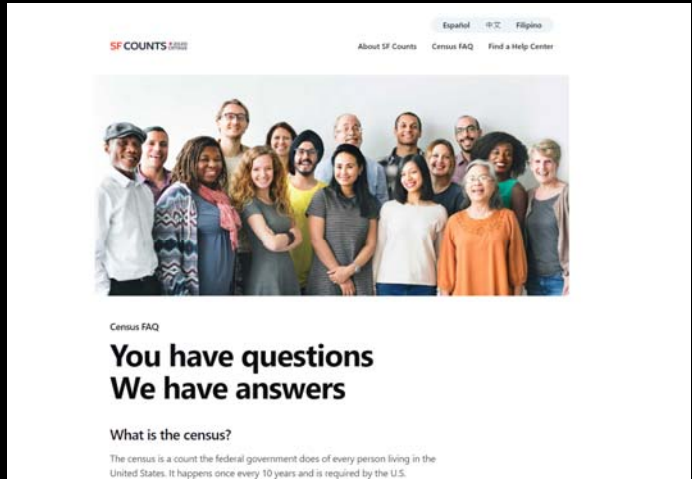 Español 中文 Filipino
SF COUNTS
About SF Counts Census FAQ Find a Help Center
Census FAQ
You have questions
We have answers
What is the census?
The census is a count the federal government does of every person living in the
United States. It happens once every 10 years and is required by the U.S.